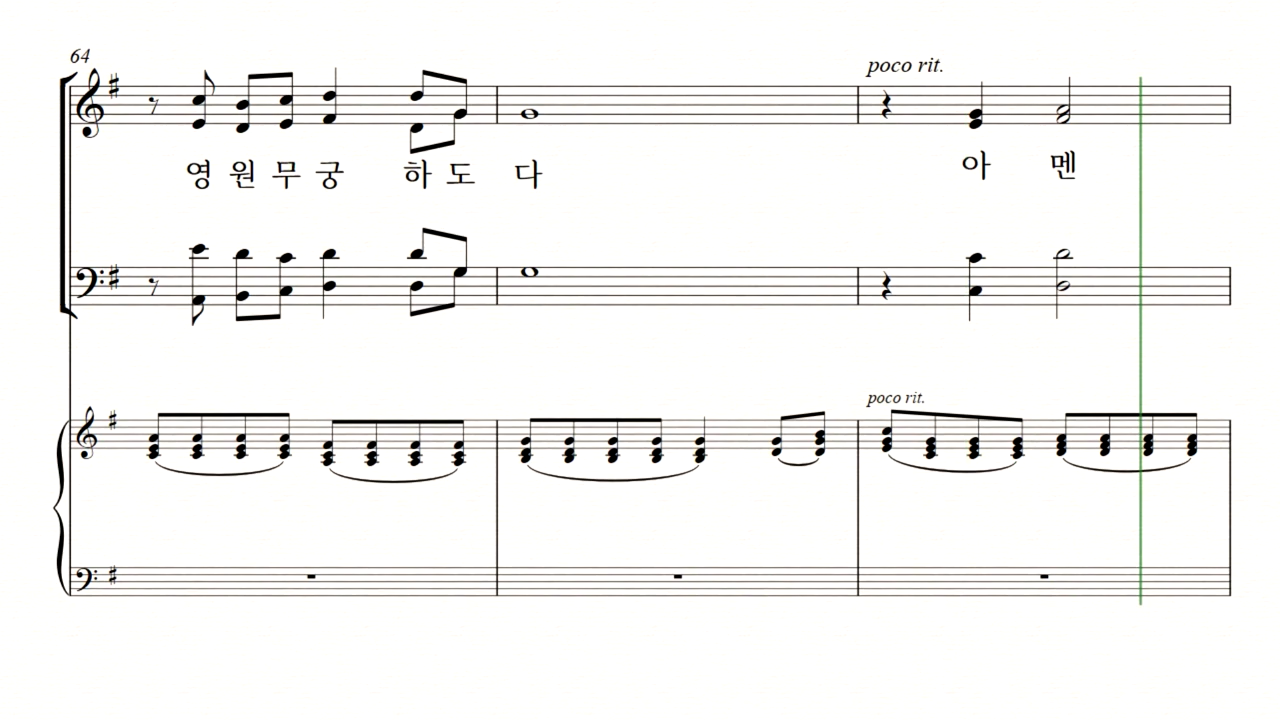 64
poco rit.
영 원 무 궁 하 도 다 아 멘
poco rit.